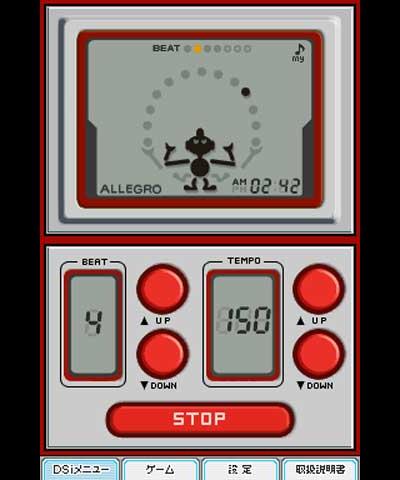 BEAT
my
ALLEGRO
AM
PM 02:42
BEAT
TEMPO
4
150
▲ UP
▲ UP
▼DOWN
▼DOWN
STOP
DSiメニュー
ゲーム
設定
取扱説明書